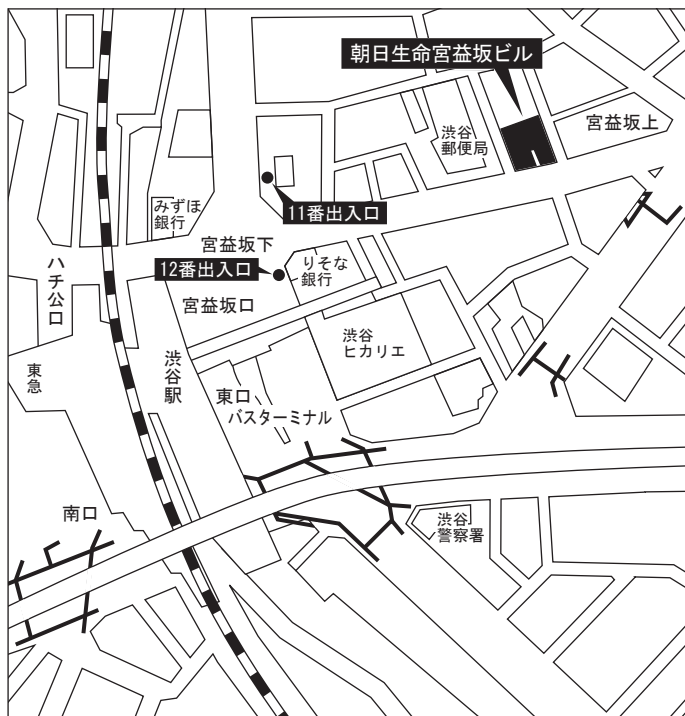 朝日生命宮益坂ビル
宮益坂上
渋谷
郵便局
みずほ
銀行
11番出入口
宮益坂下
12番出入口
りそな
銀行
ハチ公口
宮益坂口
渋谷
ヒカリエ
東急
渋谷駅
東口
バスターミナル
南口
渋谷
警察署